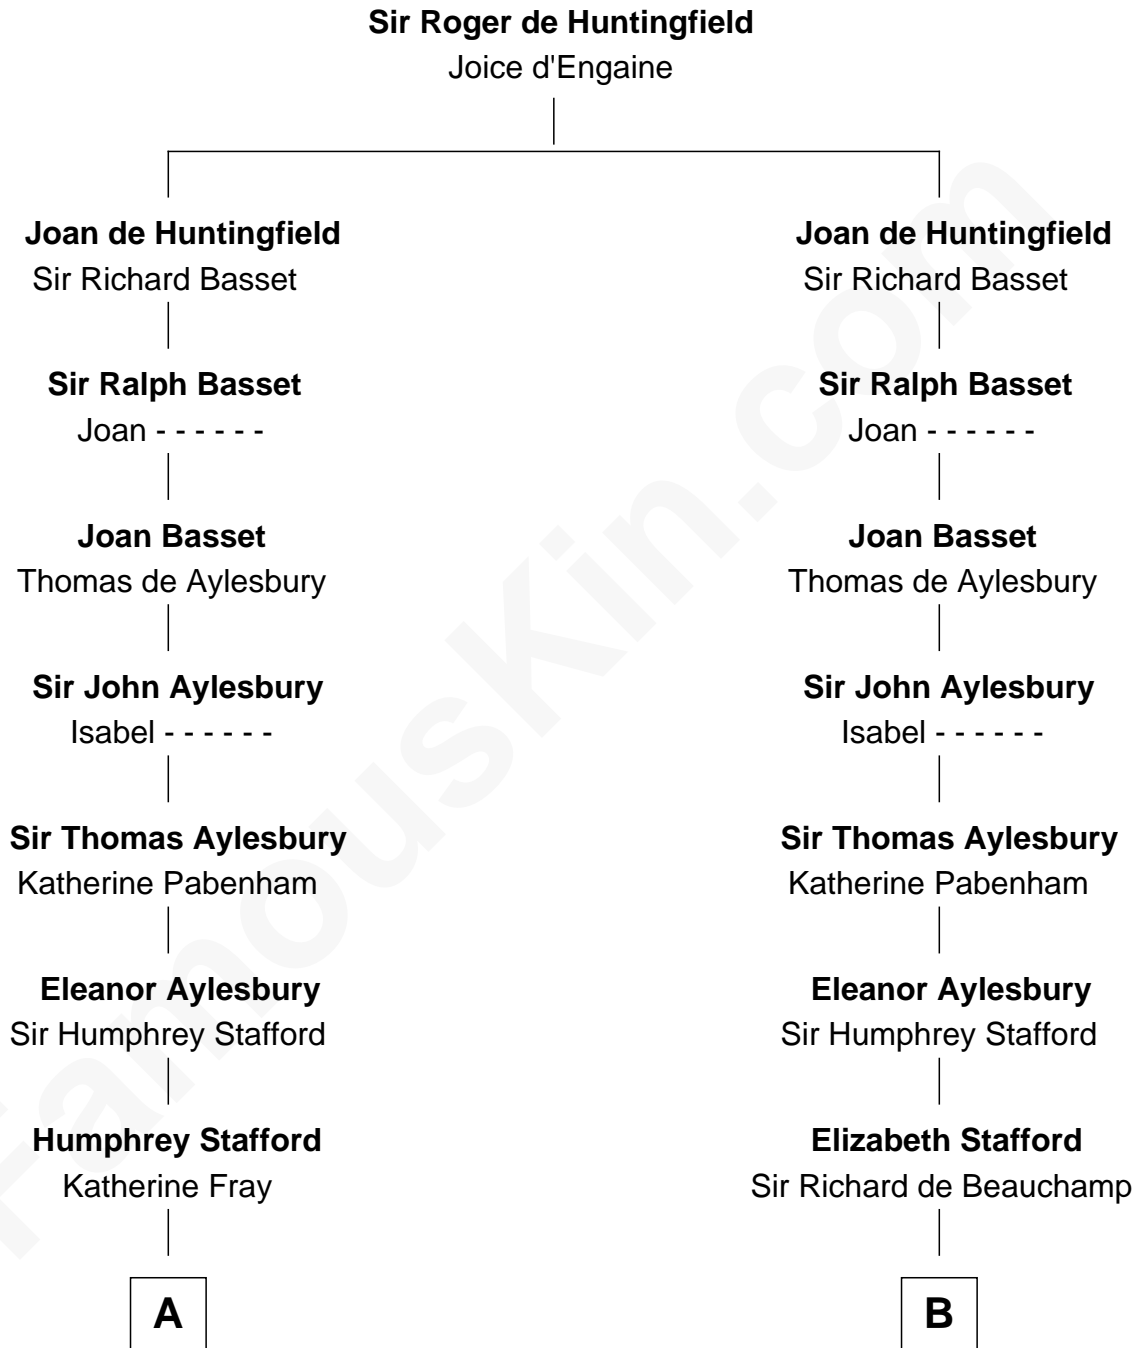 Sir Roger de Huntingfield
Joice d'Engaine
Joan de Huntingfield
Sir Richard Basset
Joan de Huntingfield
Sir Richard Basset
Sir Ralph Basset
Joan - - - - - -
Sir Ralph Basset
Joan - - - - - -
Joan Basset
Thomas de Aylesbury
Joan Basset
Thomas de Aylesbury
Sir John Aylesbury
Isabel - - - - - -
Sir John Aylesbury
Isabel - - - - - -
Sir Thomas Aylesbury
Katherine Pabenham
Sir Thomas Aylesbury
Katherine Pabenham
Eleanor Aylesbury
Sir Humphrey Stafford
Eleanor Aylesbury
Sir Humphrey Stafford
Humphrey Stafford
Katherine Fray
Elizabeth Stafford
Sir Richard de Beauchamp
A
B
FamousKin.com